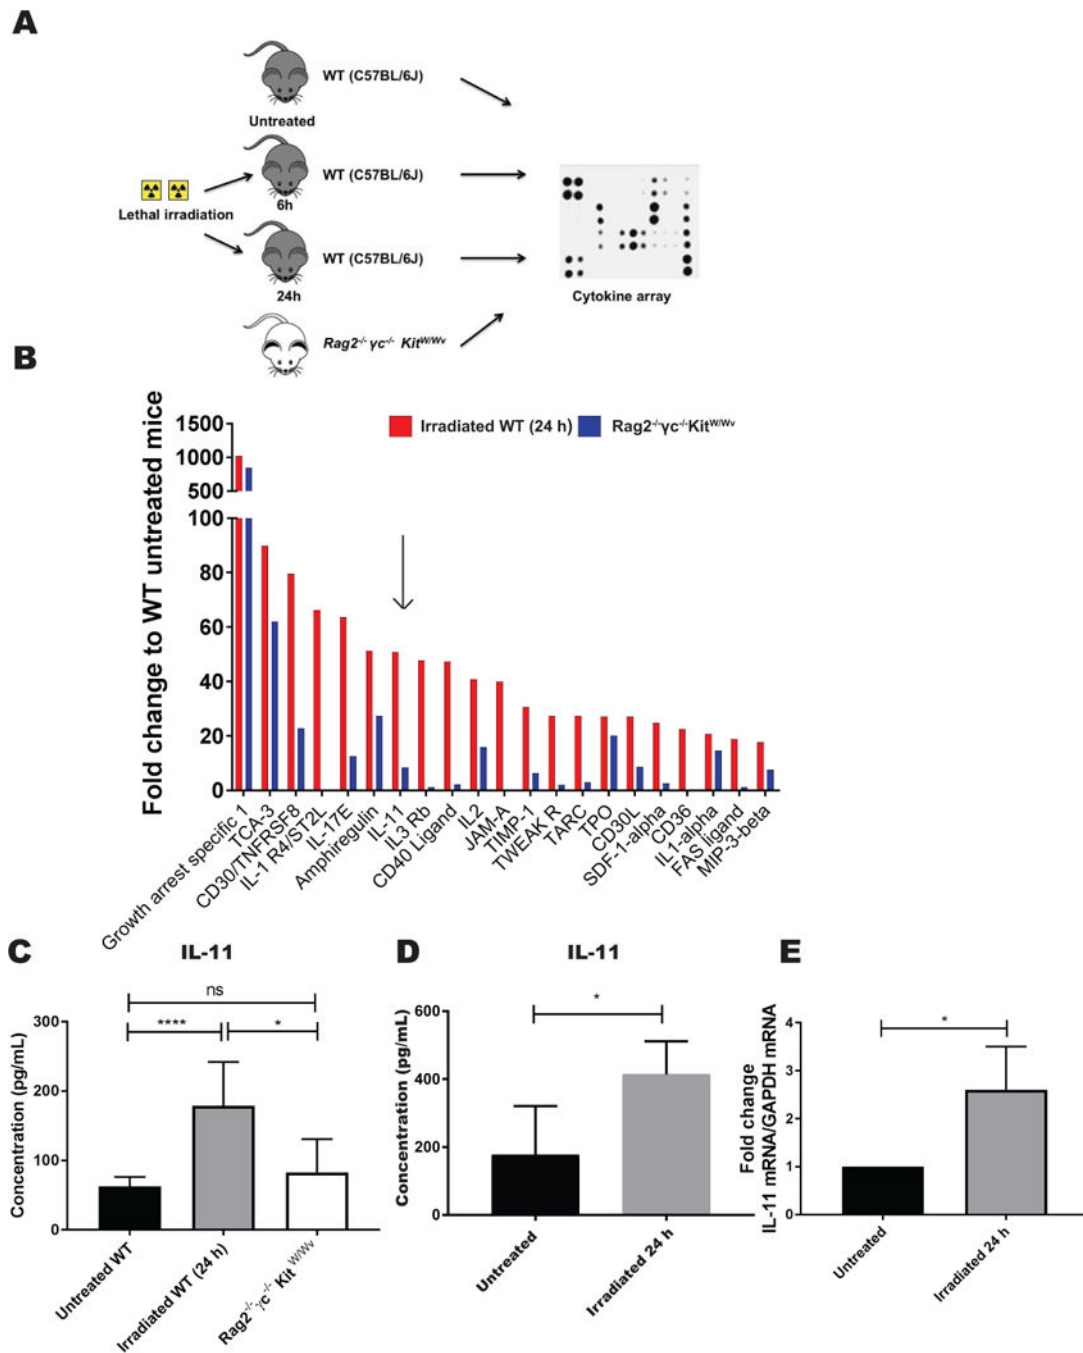 A
WT (C57BL/6J)
Untreated
WT (C57BL/6J)
6h
Lethal irradiation
WT (C57BL/6J)
24h
Cytokine array
Rag2-/- γc-/- KitW/Wv
B
Fold change to WT untreated mice
1500
1000
500
100
80
60
40
20
0
Irradiated WT (24 h)
Rag2-/-γc-/-KitW/Wv
Growth arrest specific 1
TCA-3
CD30/TNFRSF8
IL-1 R4/ST2L
IL-17E
Amphiregulin
IL-11
IL3 Rb
CD40 Ligand
IL2
JAM-A
TIMP-1
TWEAK R
TARC
TPO
CD30L
SDF-1-alpha
CD36
IL1-alpha
FAS ligand
MIP-3-beta
C
IL-11
ns
****
*
Concentration (pg/mL)
300
200
100
0
Untreated WT
Irradiated WT (24 h)
Rag2-/-γc-/- Kit W/Wv
D
IL-11
*
Concentration (pg/mL)
600
400
200
0
Untreated
Irradiated 24 h
E
*
Fold change
IL-11 mRNA/GAPDH mRNA
4
3
2
1
0
Untreated
Irradiated 24 h